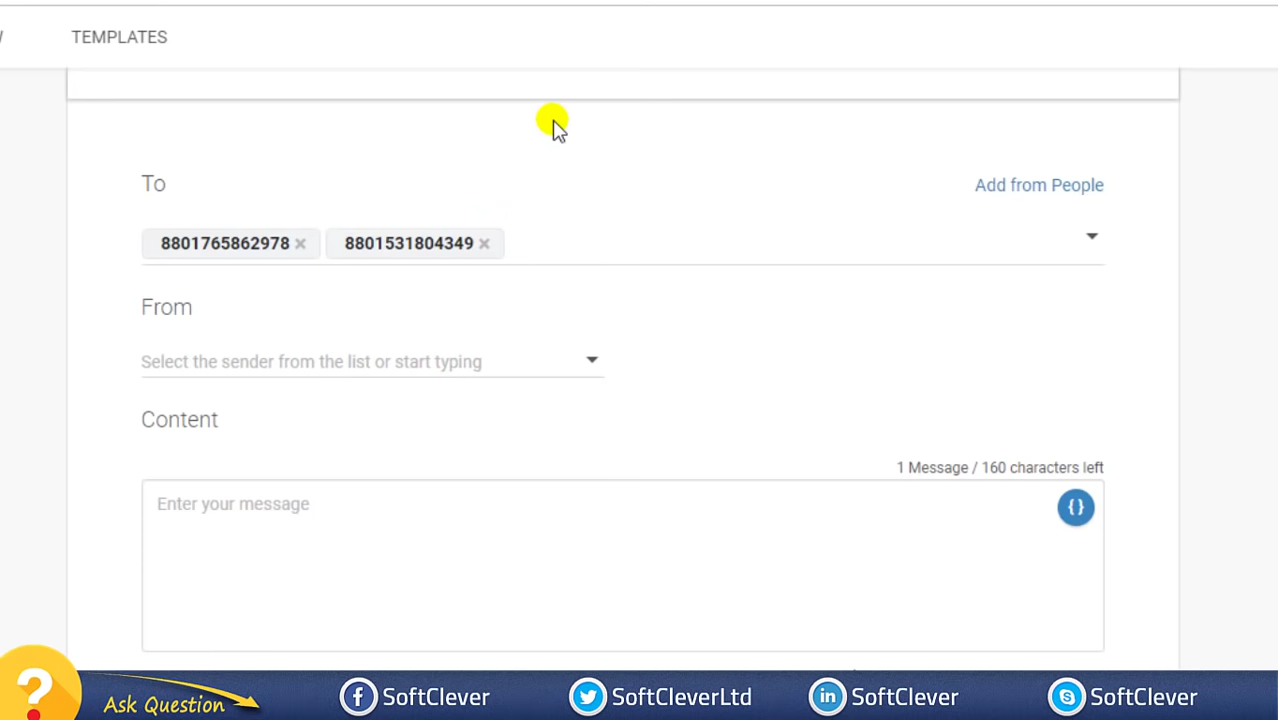 TEMPLATES
To
Add from People
8801765862978 × 8801531804349 ×
From
Select the sender from the list or start typing
Content
1 Message / 160 characters left
Enter your message
{}
?
Ask Question
f SoftClever
SoftCleverLtd
in SoftClever
S SoftClever